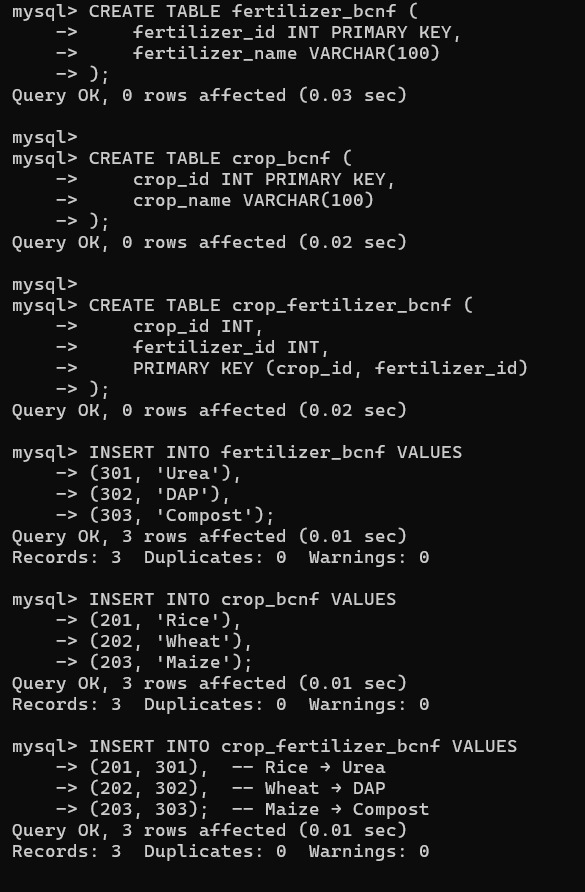 mysql> CREATE TABLE fertilizer_bcnf (
    ->     fertilizer_id INT PRIMARY KEY,
    ->     fertilizer_name VARCHAR(100)
    -> );
Query OK, 0 rows affected (0.03 sec)

mysql>
mysql> CREATE TABLE crop_bcnf (
    ->     crop_id INT PRIMARY KEY,
    ->     crop_name VARCHAR(100)
    -> );
Query OK, 0 rows affected (0.02 sec)

mysql>
mysql> CREATE TABLE crop_fertilizer_bcnf (
    ->     crop_id INT,
    ->     fertilizer_id INT,
    ->     PRIMARY KEY (crop_id, fertilizer_id)
    -> );
Query OK, 0 rows affected (0.02 sec)

mysql> INSERT INTO fertilizer_bcnf VALUES
    -> (301, 'Urea'),
    -> (302, 'DAP'),
    -> (303, 'Compost');
Query OK, 3 rows affected (0.01 sec)
Records: 3  Duplicates: 0  Warnings: 0

mysql> INSERT INTO crop_bcnf VALUES
    -> (201, 'Rice'),
    -> (202, 'Wheat'),
    -> (203, 'Maize');
Query OK, 3 rows affected (0.01 sec)
Records: 3  Duplicates: 0  Warnings: 0

mysql> INSERT INTO crop_fertilizer_bcnf VALUES
    -> (201, 301),  -- Rice → Urea
    -> (202, 302),  -- Wheat → DAP
    -> (203, 303);  -- Maize → Compost
Query OK, 3 rows affected (0.01 sec)
Records: 3  Duplicates: 0  Warnings: 0